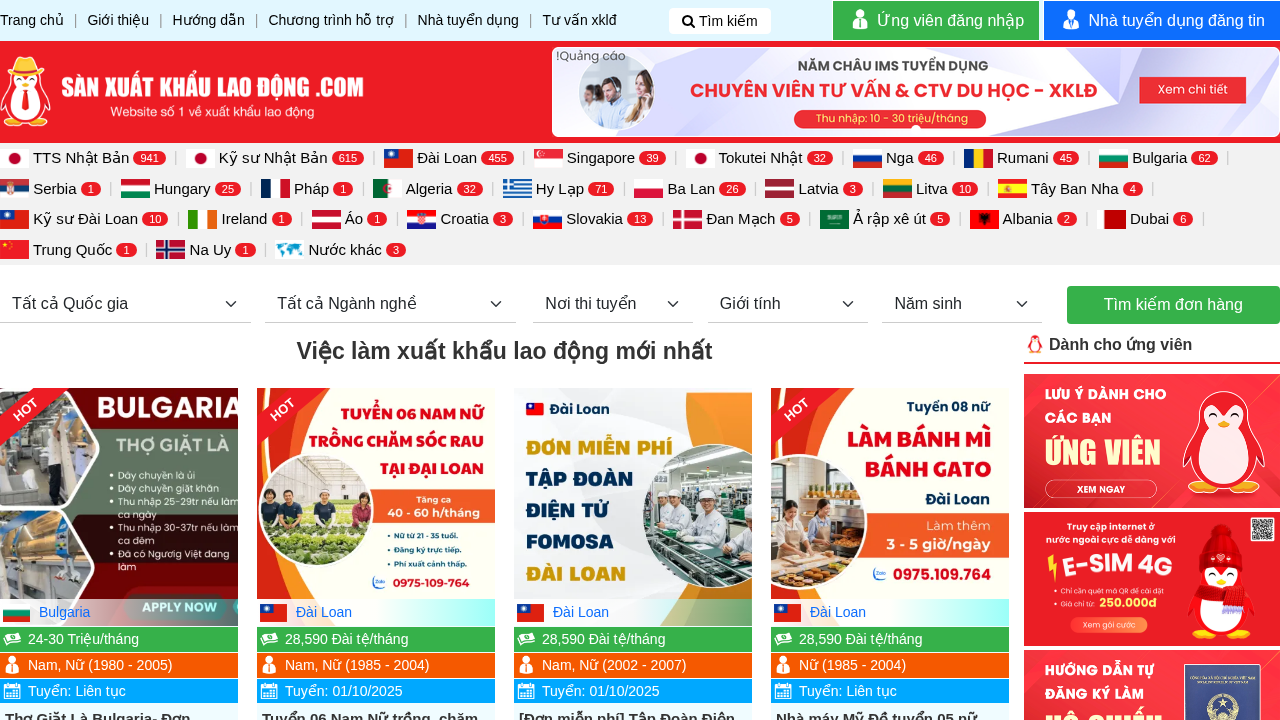 Trang chủ | Giới thiệu | Hướng dẫn | Chương trình hỗ trợ | Nhà tuyển dụng | Tư vấn xklđ
Tìm kiếm
Ứng viên đăng nhập
Nhà tuyển dụng đăng tin
SÀN XUẤT KHẨU LAO ĐỘNG .COM
Website số 1 về xuất khẩu lao động
!Quảng cáo
NĂM CHÂU IMS TUYỂN DỤNG
CHUYÊN VIÊN TƯ VẤN & CTV DU HỌC - XKLĐ
Thu nhập: 10 - 30 triệu/tháng
Xem chi tiết
TTS Nhật Bản 941 | Kỹ sư Nhật Bản 615 | Đài Loan 455 | Singapore 39 | Tokutei Nhật 32 | Nga 46 | Rumani 45 | Bulgaria 62 |
Serbia 1 | Hungary 25 | Pháp 1 | Algeria 32 | Hy Lạp 71 | Ba Lan 26 | Latvia 3 | Litva 10 | Tây Ban Nha 4 |
Kỹ sư Đài Loan 10 | Ireland 1 | Áo 1 | Croatia 3 | Slovakia 13 | Đan Mạch 5 | Ả rập xê út 5 | Albania 2 | Dubai 6 |
Trung Quốc 1 | Na Uy 1 | Nước khác 3
Tất cả Quốc gia
Tất cả Ngành nghề
Nơi thi tuyển
Giới tính
Năm sinh
Tìm kiếm đơn hàng
Việc làm xuất khẩu lao động mới nhất
HOT
BULGARIA
THỢ GIẶT LÀ
• Dây chuyền là ủi
• Dây chuyền giặt khăn
• Thu nhập 25-29tr nếu làm
ca ngày
• Thu nhập 30-37tr nếu làm
ca đêm
• Đã có Người Việt đang
làm
APPLY NOW
Bulgaria
24-30 Triệu/tháng
Nam, Nữ (1980 - 2005)
Tuyển: Liên tục
Thợ Giặt Là Bulgaria- Đơn
HOT
TUYỂN 06 NAM NỮ
TRỒNG CHĂM SÓC RAU
TẠI ĐẠI LOAN
Tăng ca
40 - 60 h/tháng
• Nữ từ 21 - 35 tuổi.
• Đăng ký trực tiếp.
• Phí xuất cảnh thấp.
Zalo
0975-109-764
Đài Loan
28,590 Đài tệ/tháng
Nam, Nữ (1985 - 2004)
Tuyển: 01/10/2025
Tuyển 06 Nam Nữ trồng, chăm
Đài Loan
ĐƠN MIỄN PHÍ
TẬP ĐOÀN
ĐIỆN TỬ
FOMOSA
ĐÀI LOAN
Đài Loan
28,590 Đài tệ/tháng
Nam, Nữ (2002 - 2007)
Tuyển: 01/10/2025
[Đơn miễn phí] Tập Đoàn Điện
HOT
Tuyển 08 nữ
LÀM BÁNH MÌ
BÁNH GATO
Đài Loan
Làm thêm
3 - 5 giờ/ngày
Zalo
0975.109.764
Đài Loan
28,590 Đài tệ/tháng
Nữ (1985 - 2004)
Tuyển: Liên tục
Nhà máy Mỹ Đồ tuyển 05 nữ
Dành cho ứng viên
LƯU Ý DÀNH CHO
CÁC BẠN
ỨNG VIÊN
XEM NGAY
Truy cập internet ở
nước ngoài cực dễ dàng với
E-SIM 4G
• Chỉ cần quét mã QR để cài đặt
• Giá chỉ từ: 250.000đ
Xem gói cước
HƯỚNG DẪN TỰ
ĐĂNG KÝ LÀM